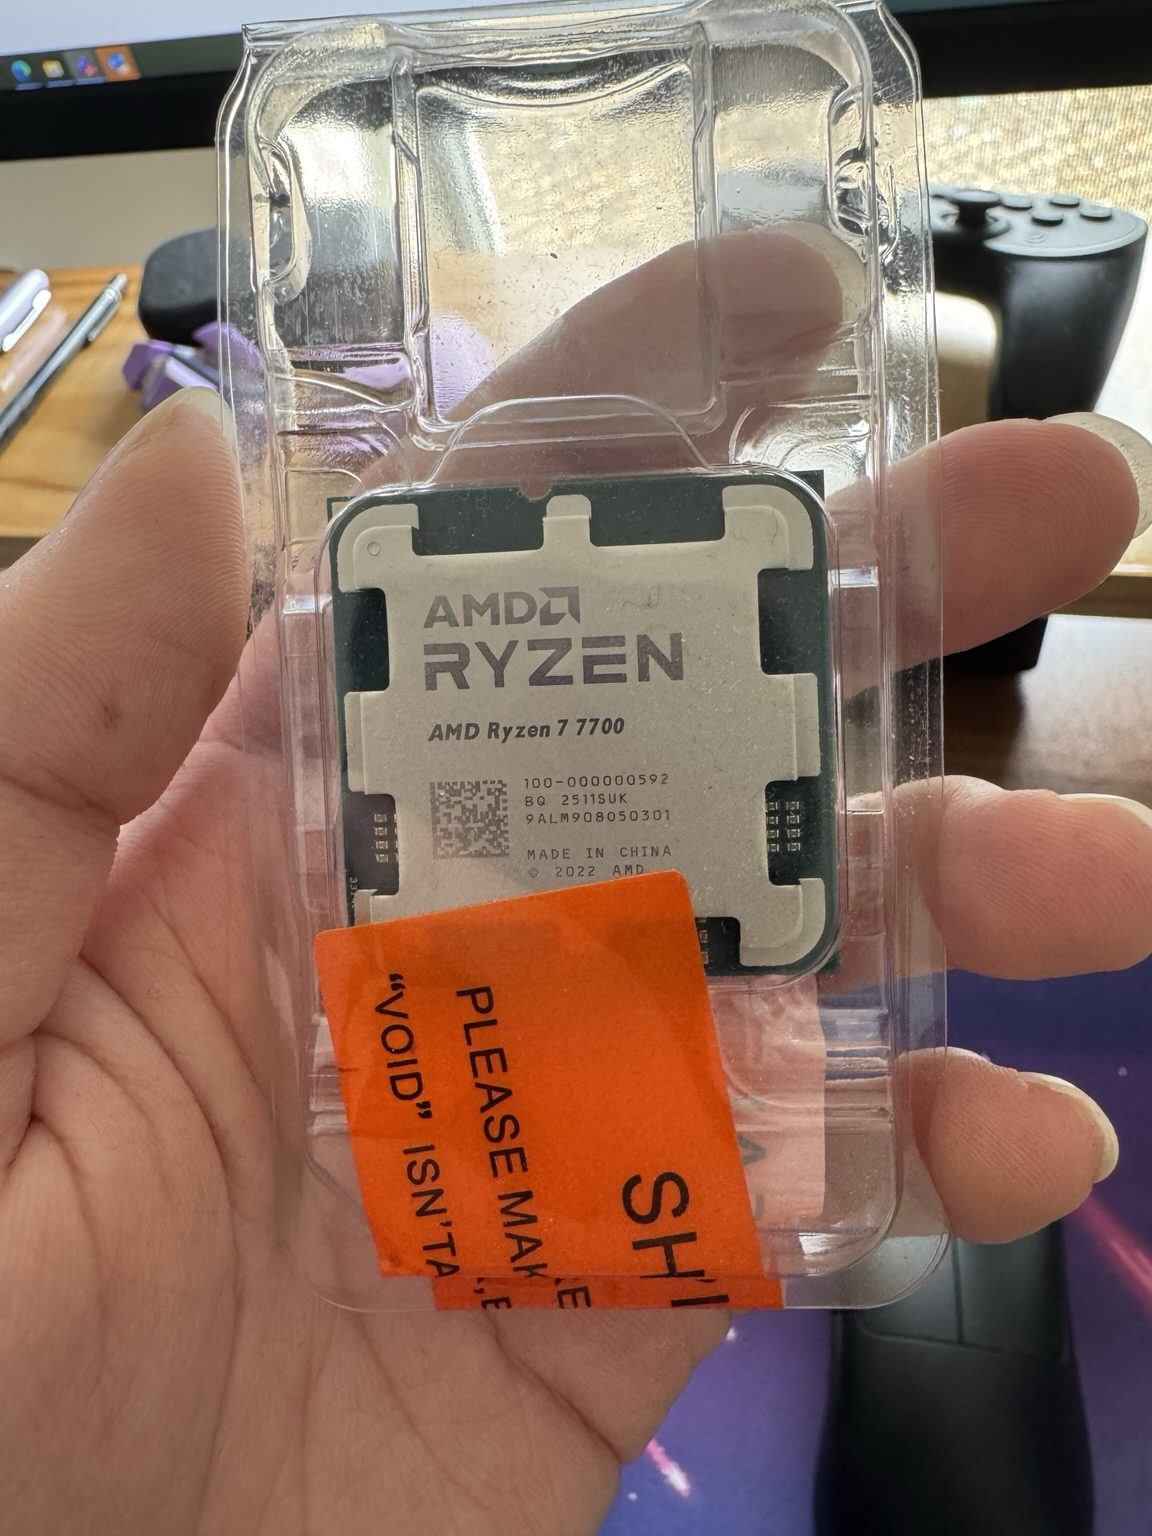 AMD
RYZEN
AMD Ryzen 7 7700
100-000000592
BQ 2511SUK
9ALM908050301
MADE IN CHINA
© 2022 AMD
PLEASE MAKE
"VOID" ISN'T A